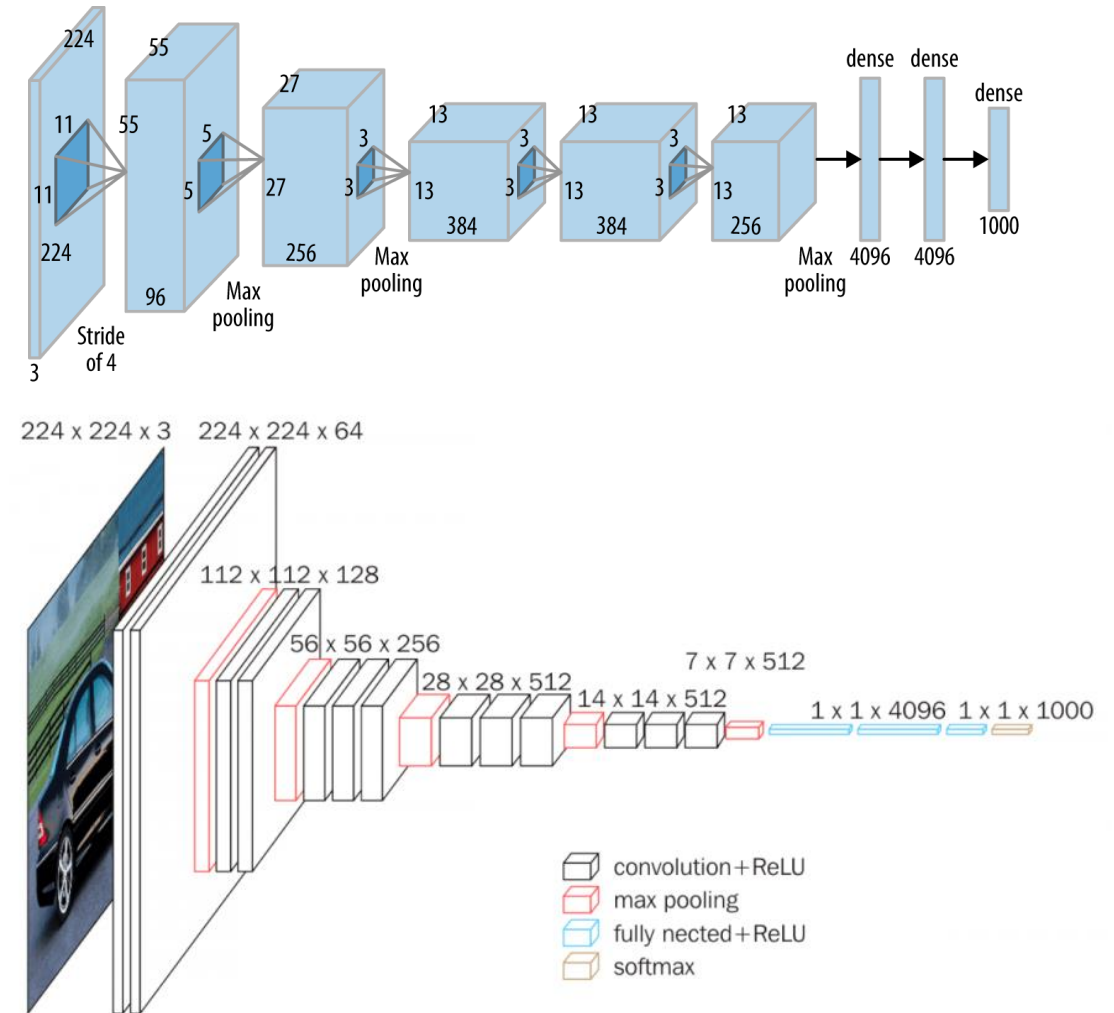 224
55
11
55
5
27
3
13
3
13
3
13
dense
dense
dense
11
5
27
3
13
3
13
3
13
224
96
256
384
384
256
4096
4096
1000
3
Stride
of 4
Max
pooling
Max
pooling
Max
pooling
224 x 224 x 3
224 x 224 x 64
112 x 112 x 128
56 x 56 x 256
28 x 28 x 512
14 x 14 x 512
7 x 7 x 512
1 x 1 x 4096
1 x 1 x 1000
convolution+ReLU
max pooling
fully nected+ReLU
softmax